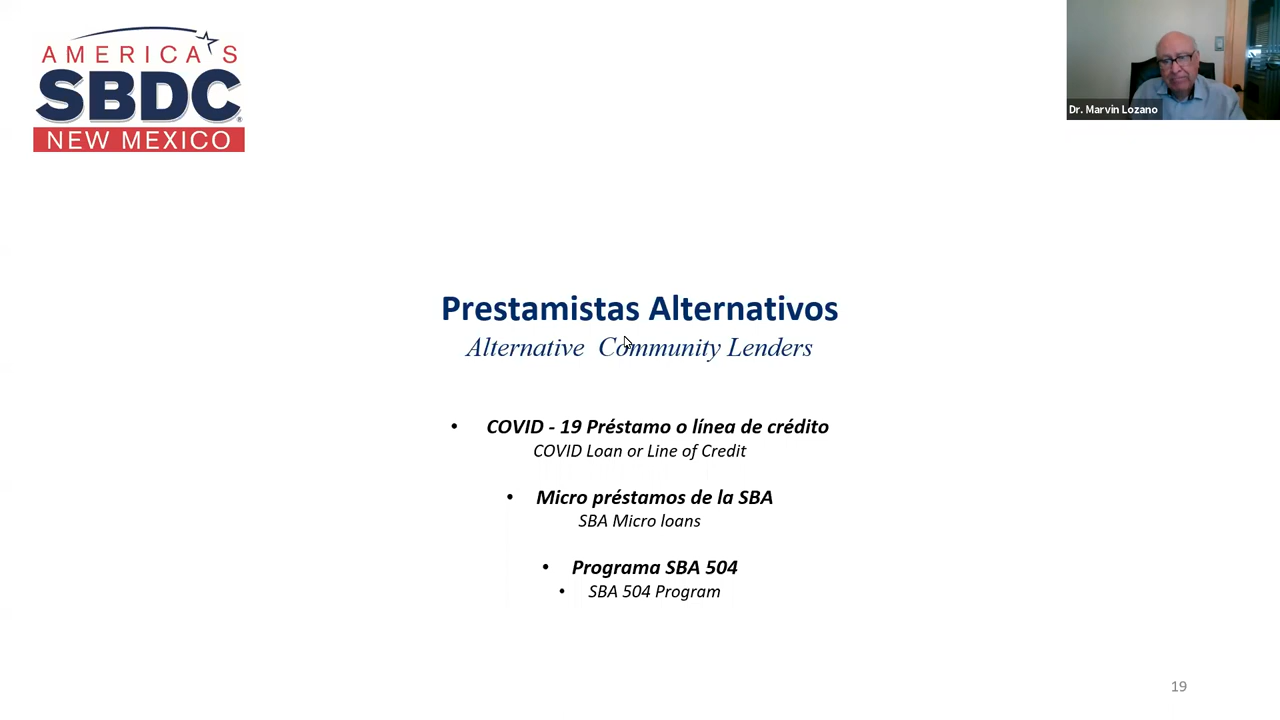 AMERICA'S
SBDC
NEW MEXICO
Dr. Marvin Lozano
Prestamistas Alternativos
Alternative Community Lenders
• COVID - 19 Préstamo o línea de crédito
COVID Loan or Line of Credit
• Micro préstamos de la SBA
SBA Micro loans
• Programa SBA 504
• SBA 504 Program
19